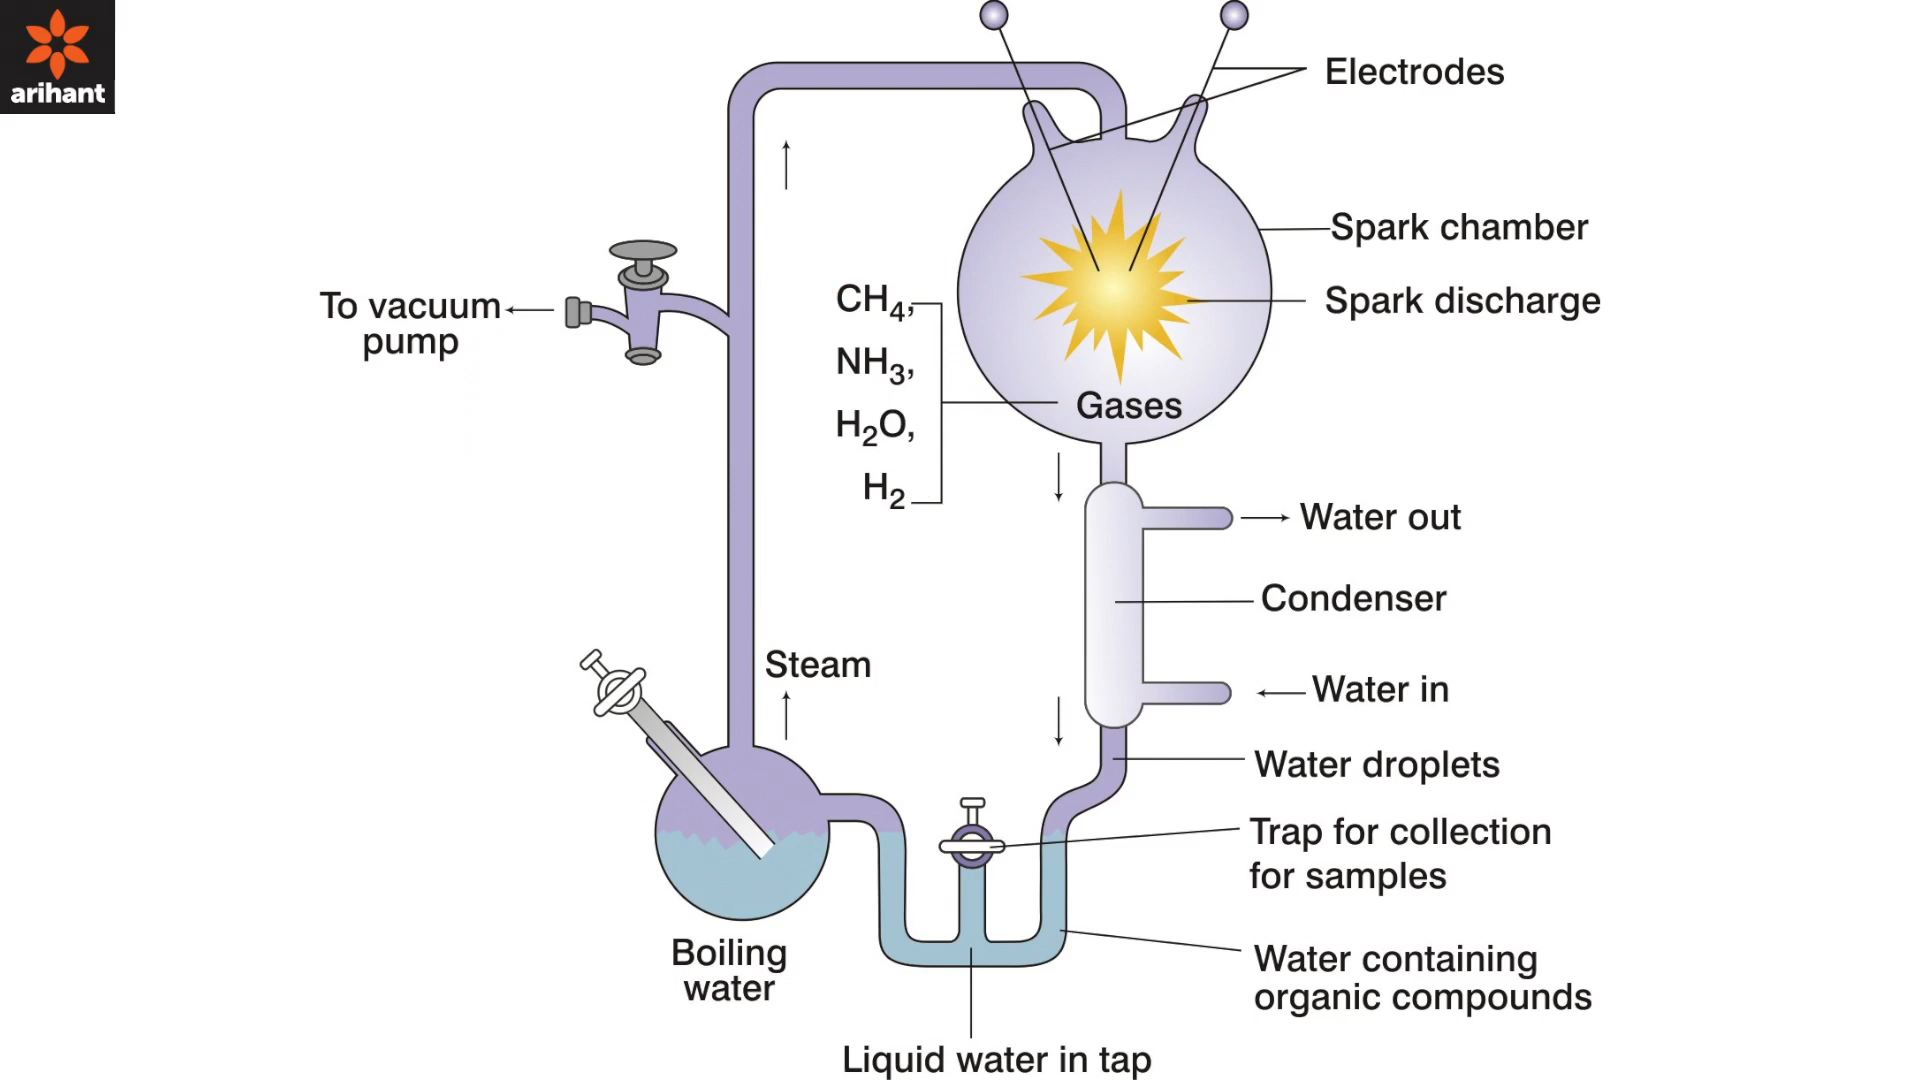 arihant
Electrodes
Spark chamber
To vacuum
pump
CH4,
NH3,
H2O,
H2
Spark discharge
Gases
Water out
Condenser
Steam
Water in
Water droplets
Trap for collection
for samples
Boiling
water
Water containing
organic compounds
Liquid water in tap